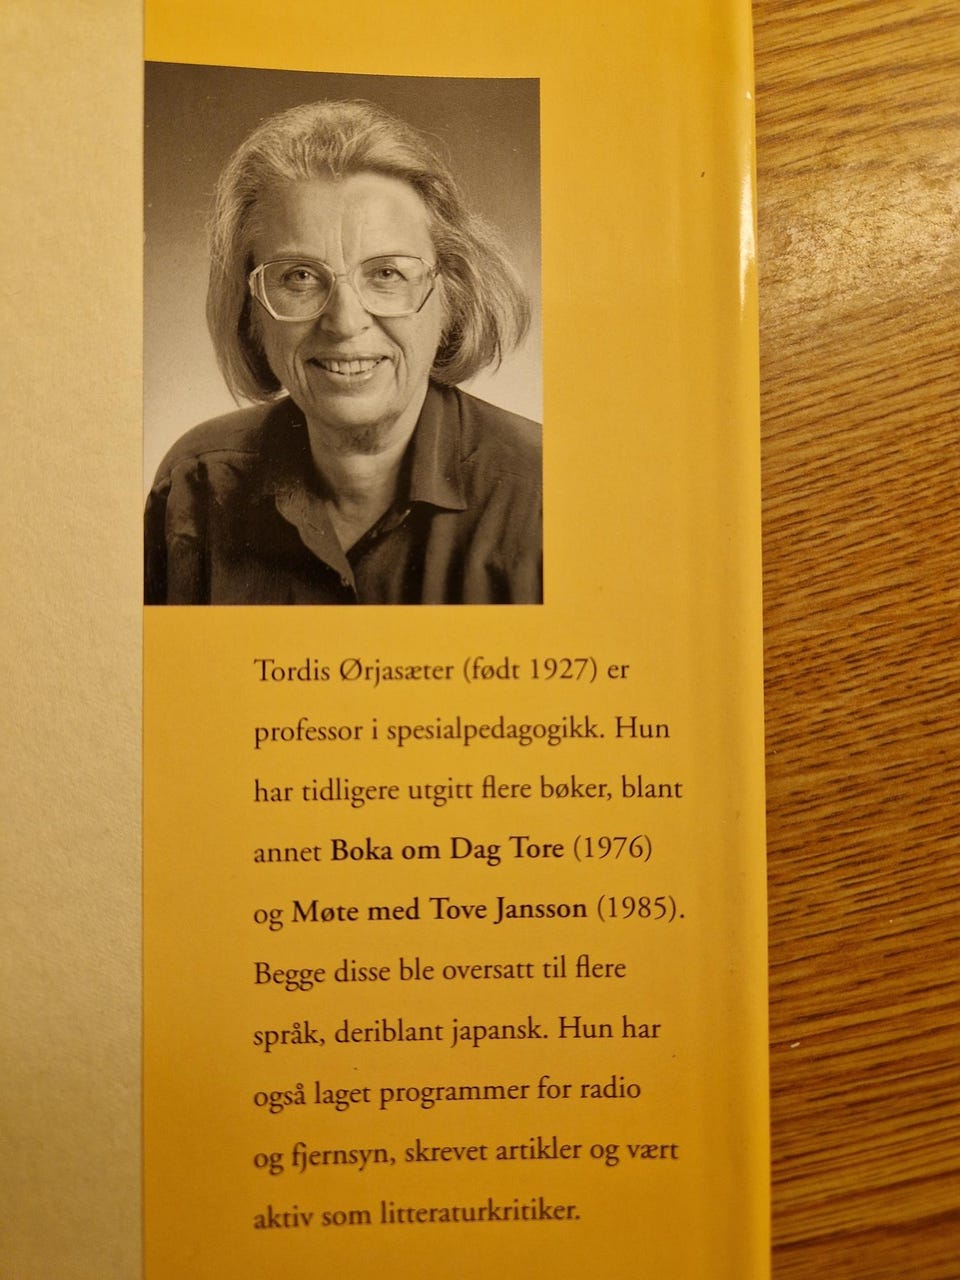 Tordis Ørjasæter (født 1927) er
professor i spesialpedagogikk. Hun
har tidligere utgitt flere bøker, blant
annet Boka om Dag Tore (1976)
og Møte med Tove Jansson (1985).
Begge disse ble oversatt til flere
språk, deriblant japansk. Hun har
også laget programmer for radio
og fjernsyn, skrevet artikler og vært
aktiv som litteraturkritiker.